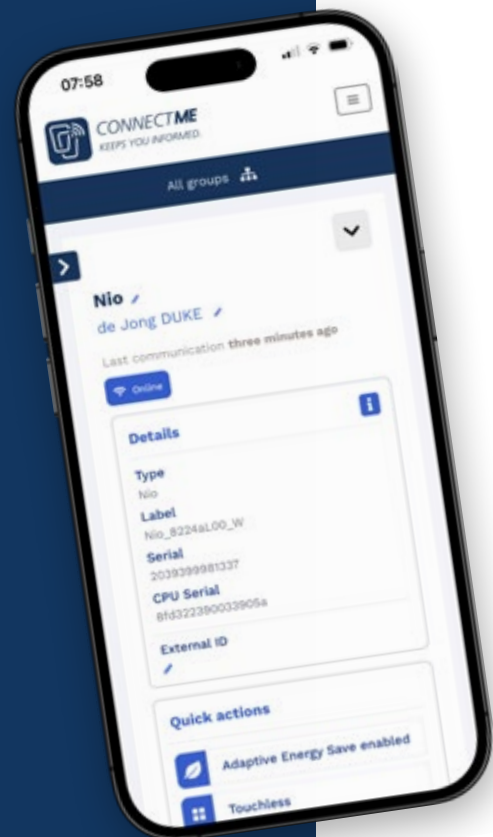 07:58
CONNECTME
KEEPS YOU INFORMED.
All groups
Nio
de Jong DUKE
Last communication three minutes ago
Online
Details
Type
Nio
Label
Nio_8224aL00_W
Serial
2039399981337
CPU Serial
8fd322390033905a
External ID
Quick actions
Adaptive Energy Save enabled
Touchless